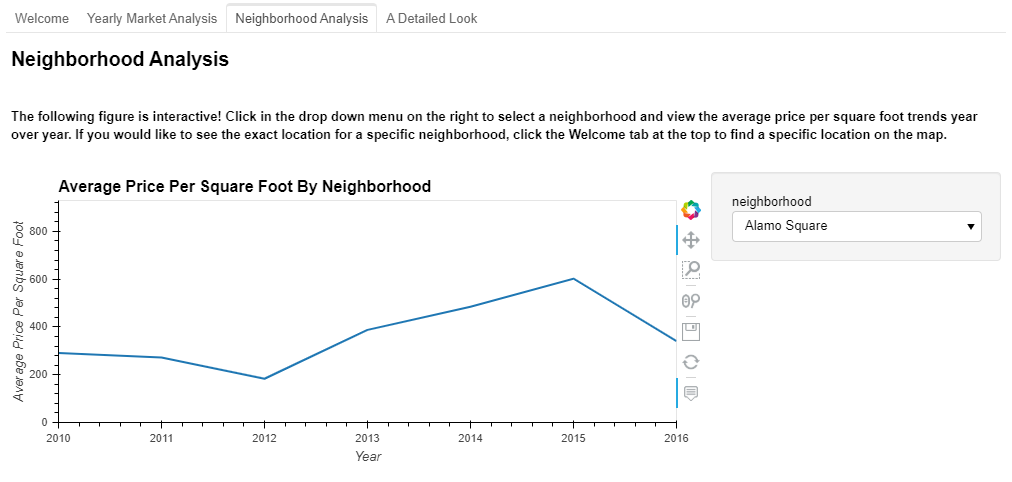 Welcome Yearly Market Analysis Neighborhood Analysis A Detailed Look
Neighborhood Analysis
The following figure is interactive! Click in the drop down menu on the right to select a neighborhood and view the average price per square foot trends year
over year. If you would like to see the exact location for a specific neighborhood, click the Welcome tab at the top to find a specific location on the map.
Average Price Per Square Foot By Neighborhood
Average Price Per Square Foot
800
600
400
200
0
2010 2011 2012 2013 2014 2015 2016
Year
neighborhood
Alamo Square